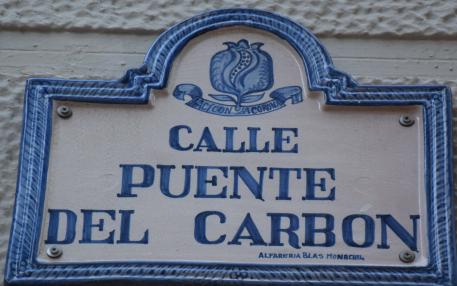 CALLE
PUENTE
DEL CARBON
ALFARERIA BLAS MONACHIL